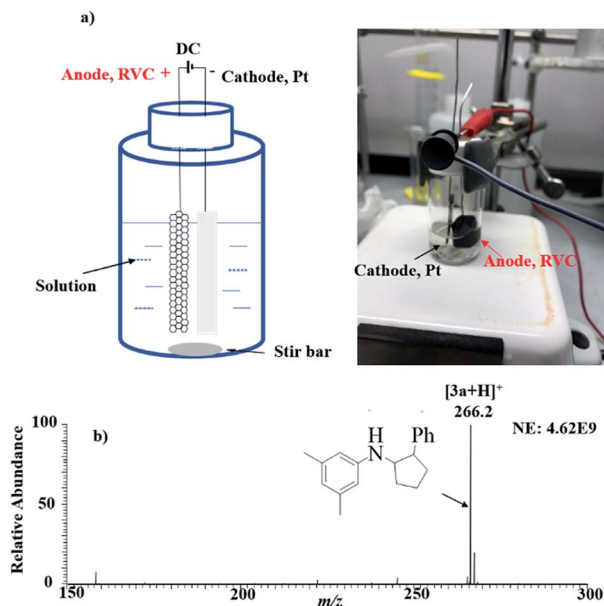 a)
DC
Anode, RVC + - Cathode, Pt
Solution
Stir bar
Cathode, Pt
Anode, RVC
b)
[3a+H]+
266.2
NE: 4.62E9
H
N
Ph
Relative Abundance
100
50
0
150 200 250 300
m/z